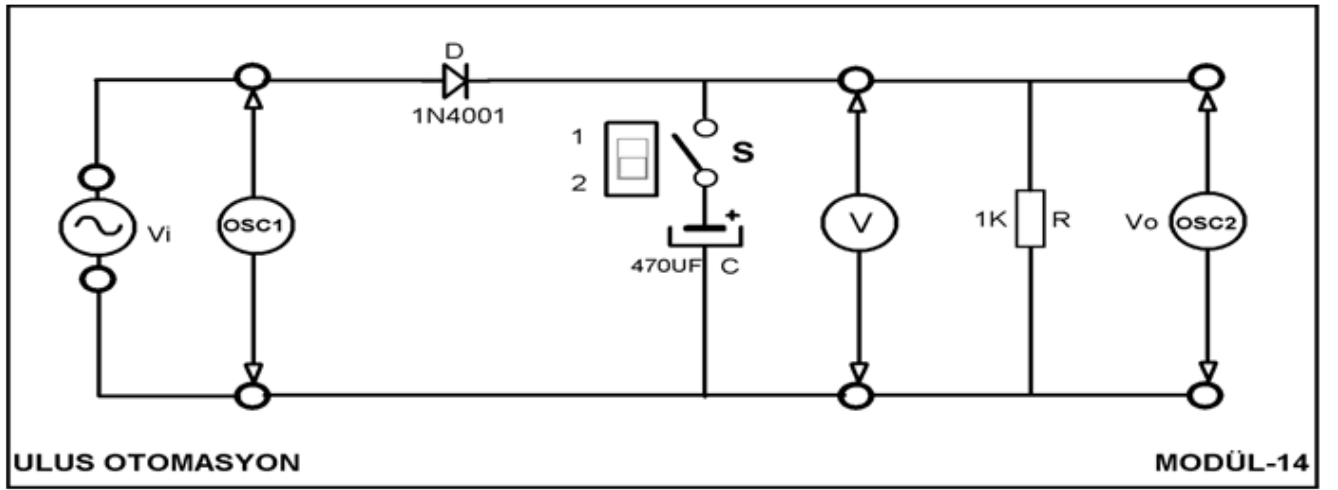 D
1N4001
1
2
S
+
470UF C
Vi
OSC1
V
1K R
Vo OSC2
ULUS OTOMASYON
MODÜL-14